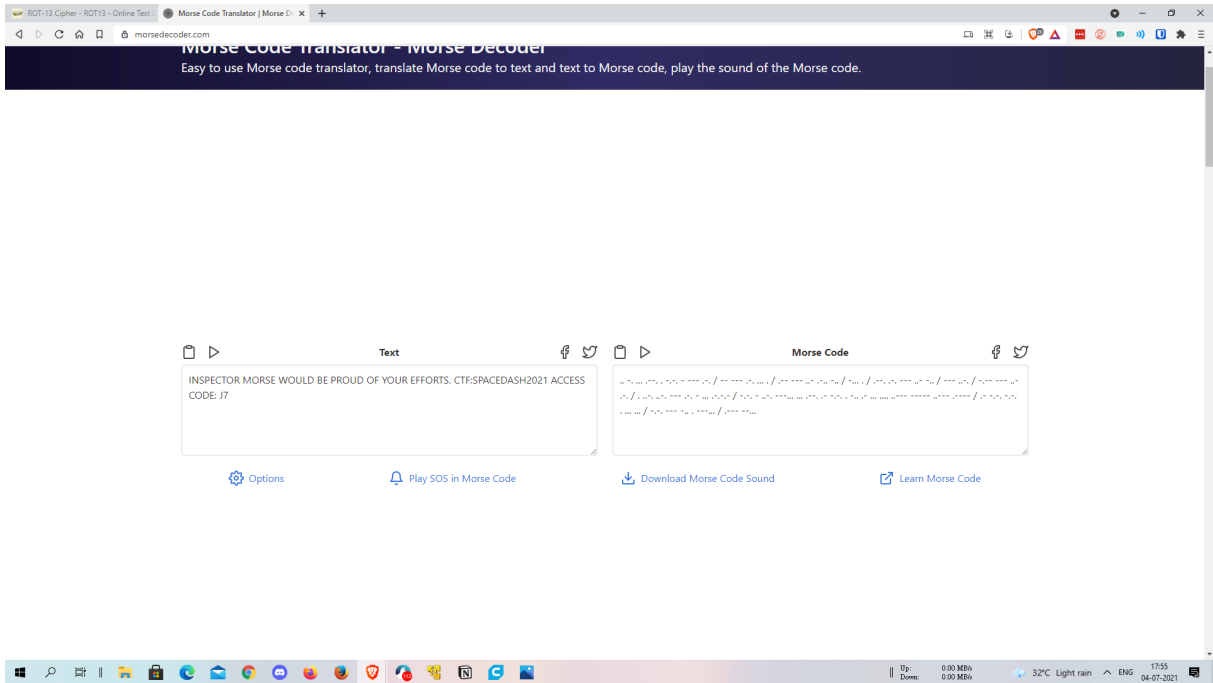 ROT-13 Cipher - ROT13 - Online Text
Morse Code Translator | Morse D
morsedecoder.com
Morse Code Translator - Morse Decoder
Easy to use Morse code translator, translate Morse code to text and text to Morse code, play the sound of the Morse code.
Text
Morse Code
INSPECTOR MORSE WOULD BE PROUD OF YOUR EFFORTS. CTF:SPACEDASH2021 ACCESS
CODE: J7
.. -. ... .--. . -.-. - --- .-. / -- --- .-. ... . / .-- --- ..- .-.. -.. / -... . / .--. .-. --- ..- -.. / --- ..-. / -.-- --- ..-
.-. / . ..-. ..-. --- .-. - ... .-.-.- / -.-. - ..-. ---... ... .--. .- -.-. . -.. .- ... .... ..--- ----- ..--- .---- / .- -.-. -.-.
. ... ... / -.-. --- -.. . ---... / .--- --...
Options
Play SOS in Morse Code
Download Morse Code Sound
Learn Morse Code
Up: 0.00 MB/s
Down: 0.00 MB/s
32°C Light rain
ENG
17:55
04-07-2021